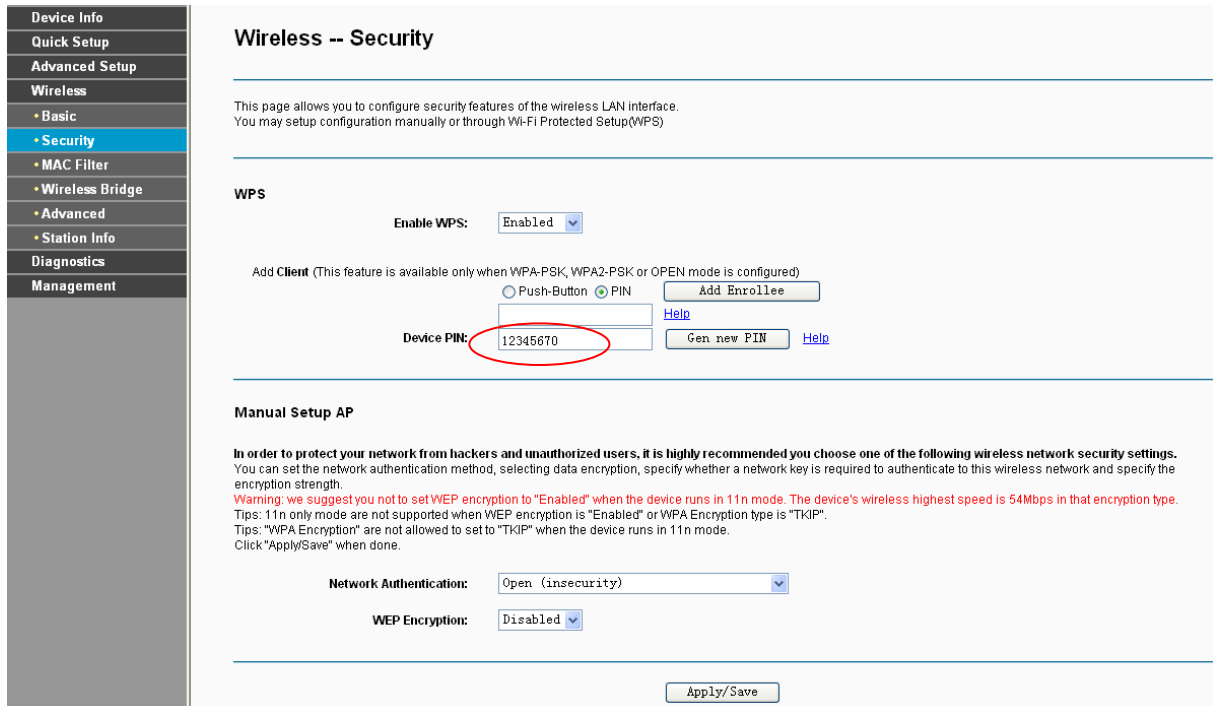 Device Info
Quick Setup
Advanced Setup
Wireless
•Basic
•Security
•MAC Filter
•Wireless Bridge
•Advanced
•Station Info
Diagnostics
Management
Wireless -- Security
This page allows you to configure security features of the wireless LAN interface.
You may setup configuration manually or through Wi-Fi Protected Setup(WPS)
WPS
Enable WPS: Enabled
Add Client (This feature is available only when WPA-PSK, WPA2-PSK or OPEN mode is configured)
Push-Button PIN Add Enrollee
Help
Device PIN: 12345670 Gen new PIN Help
Manual Setup AP
In order to protect your network from hackers and unauthorized users, it is highly recommended you choose one of the following wireless network security settings.
You can set the network authentication method, selecting data encryption, specify whether a network key is required to authenticate to this wireless network and specify the
encryption strength.
Warning: we suggest you not to set WEP encryption to "Enabled" when the device runs in 11n mode. The device's wireless highest speed is 54Mbps in that encryption type.
Tips: 11n only mode are not supported when WEP encryption is "Enabled" or WPA Encryption type is "TKIP".
Tips: "WPA Encryption" are not allowed to set to "TKIP" when the device runs in 11n mode.
Click "Apply/Save" when done.
Network Authentication: Open (insecurity)
WEP Encryption: Disabled
Apply/Save